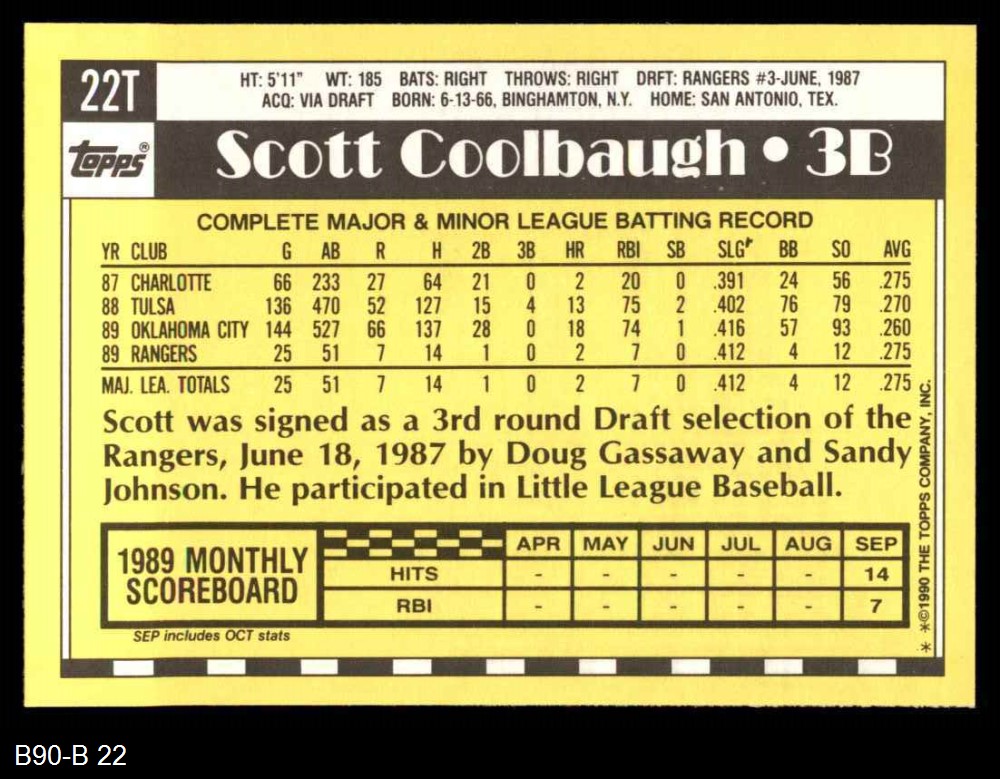 22T
HT: 5'11" WT: 185 BATS: RIGHT THROWS: RIGHT DRFT: RANGERS #3-JUNE, 1987
ACQ: VIA DRAFT BORN: 6-13-66, BINGHAMTON, N.Y. HOME: SAN ANTONIO, TEX.
topps®
Scott Coolbaugh • 3B
COMPLETE MAJOR & MINOR LEAGUE BATTING RECORD
YR CLUB G AB R H 2B 3B HR RBI SB SLG BB SO AVG
87 CHARLOTTE 66 233 27 64 21 0 2 20 0 .391 24 56 .275
88 TULSA 136 470 52 127 15 4 13 75 2 .402 76 79 .270
89 OKLAHOMA CITY 144 527 66 137 28 0 18 74 1 .416 57 93 .260
89 RANGERS 25 51 7 14 1 0 2 7 0 .412 4 12 .275
MAJ. LEA. TOTALS 25 51 7 14 1 0 2 7 0 .412 4 12 .275
Scott was signed as a 3rd round Draft selection of the
Rangers, June 18, 1987 by Doug Gassaway and Sandy
Johnson. He participated in Little League Baseball.
1989 MONTHLY
SCOREBOARD
APR MAY JUN JUL AUG SEP
HITS - - - - - 14
RBI - - - - - 7
SEP includes OCT stats
* *©1990 THE TOPPS COMPANY, INC.
B90-B 22